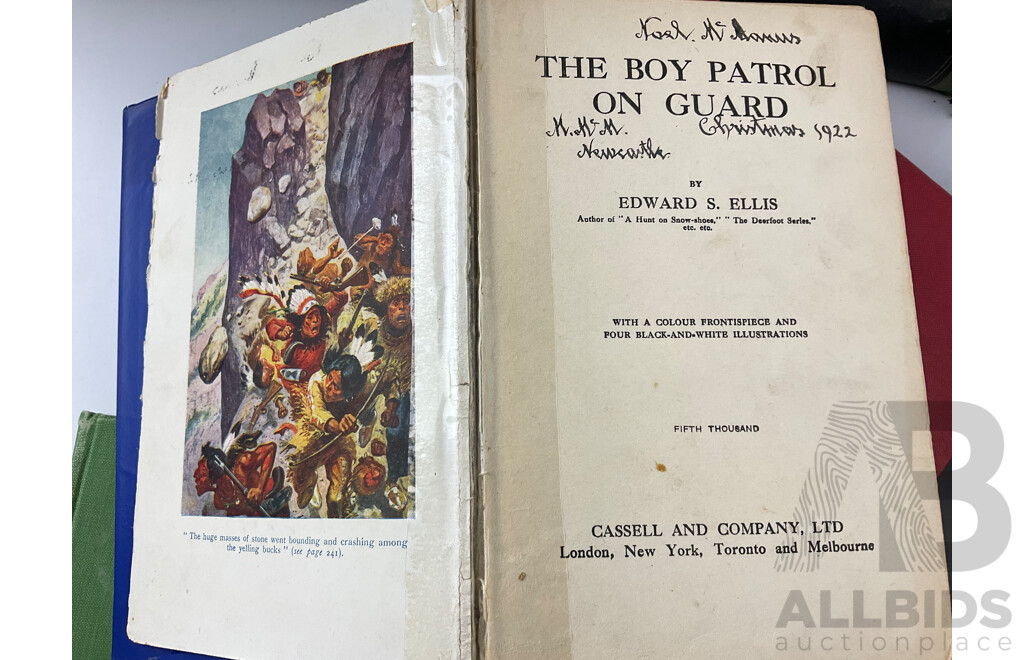 " The huge masses of stone went bounding and crashing among
the yelling bucks " (see page 241).
Noel. Mc Manus
THE BOY PATROL
ON GUARD
Christmas 1922
Newcastle.
BY
EDWARD S. ELLIS
Author of "A Hunt on Snow-shoes," " The Deerfoot Series,"
etc. etc.
WITH A COLOUR FRONTISPIECE AND
FOUR BLACK-AND-WHITE ILLUSTRATIONS
FIFTH THOUSAND
CASSELL AND COMPANY, LTD
London, New York, Toronto and Melbourne
AB
ALLBIDS
auctionplace